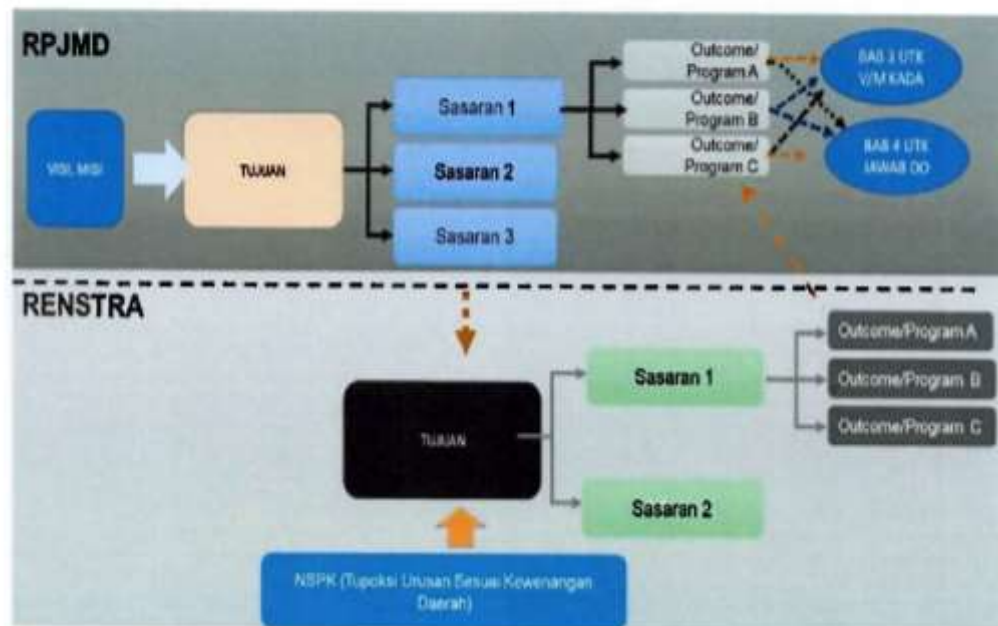 RPJMD
VISI, MISI
TUJUAN
Sasaran 1
Sasaran 2
Sasaran 3
Outcome/
Program A
Outcome/
Program B
Outcome/
Program C
BAB 3 UTK
V/M KADA
BAB 4 UTK
JAWAB DO
RENSTRA
TUJUAN
Sasaran 1
Sasaran 2
Outcome/Program A
Outcome/Program B
Outcome/Program C
NSPK (Tupoksi Urusan Sesuai Kewenangan
Daerah)